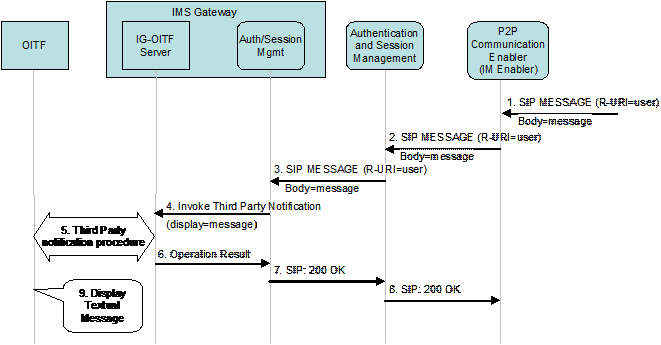 IMS Gateway
OITF
IG-OITF
Server
Auth/Session
Mgmt
Authentication
and Session
Management
P2P
Communication
Enabler
(IM Enabler)
1. SIP MESSAGE (R-URI=user)
Body=message
2. SIP MESSAGE (R-URI=user)
Body=message
3. SIP MESSAGE (R-URI=user)
Body=message
4. Invoke Third Party Notification
(display=message)
5. Third Party
notification procedure
6. Operation Result
7. SIP: 200 OK
8. SIP: 200 OK
9. Display
Textual
Message